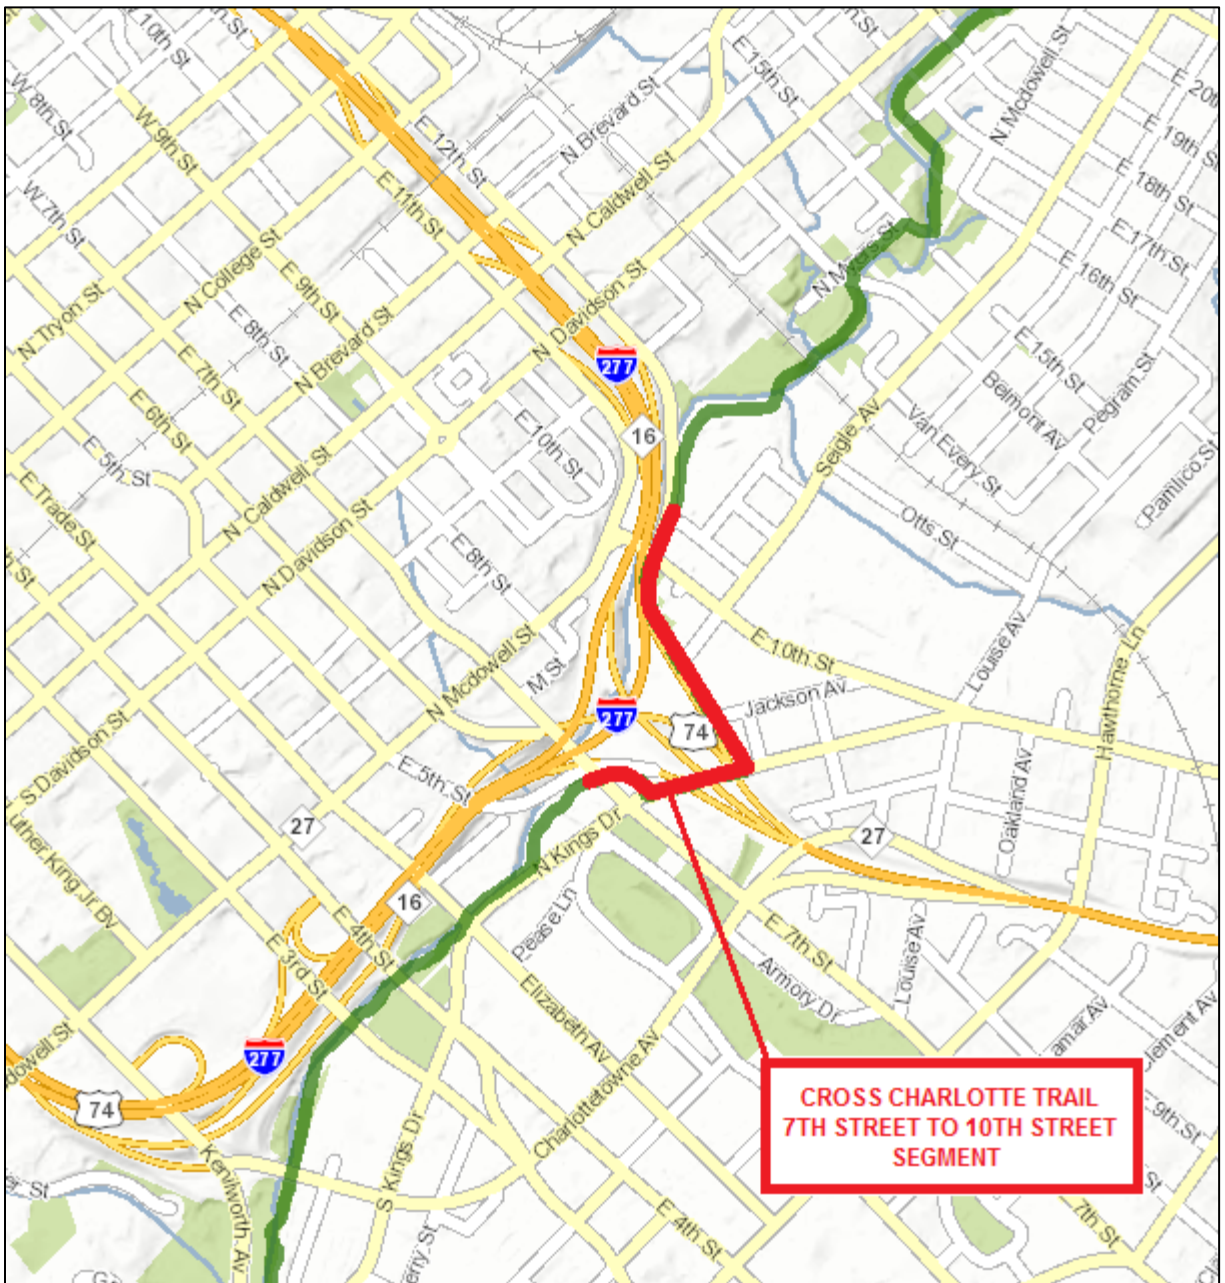 W 10th St
E 15th St
N Mcdowell St
E 20th
W 8th St
W 9th St
E 12th St
N Brevard St
E 19th St
E 18th St
W 7th St
E 11th St
N Caldwell St
E 17th St
N College St
N Myers St
E 16th St
E 9th St
N Tryon St
E 8th St
N Brevard St
N Davidson St
E 15th St
277
E 7th St
Belmont Av
Pegram St
E 6th St
16
E 10th St
Seigle Av
Van Every St
E 5th St
N Caldwell St
Pamlico St
E Trade St
Otts St
N Davidson St
E 8th St
E 10th St
N Mcdowell St
M St
Louise Av
Hawthorne Ln
Jackson Av
277
74
S Davidson St
E 5th St
27
N Kings Dr
27
Oakland Av
Luther King Jr Bv
16
Pease Ln
E 4th St
E 3rd St
E 7th St
Louise Av
Armory Dr
Elizabeth Av
Charlottetowne Av
277
74
CROSS CHARLOTTE TRAIL
7TH STREET TO 10TH STREET
SEGMENT
E 9th St
Kenilworth Av
S Kings Dr
E 4th St
7th St